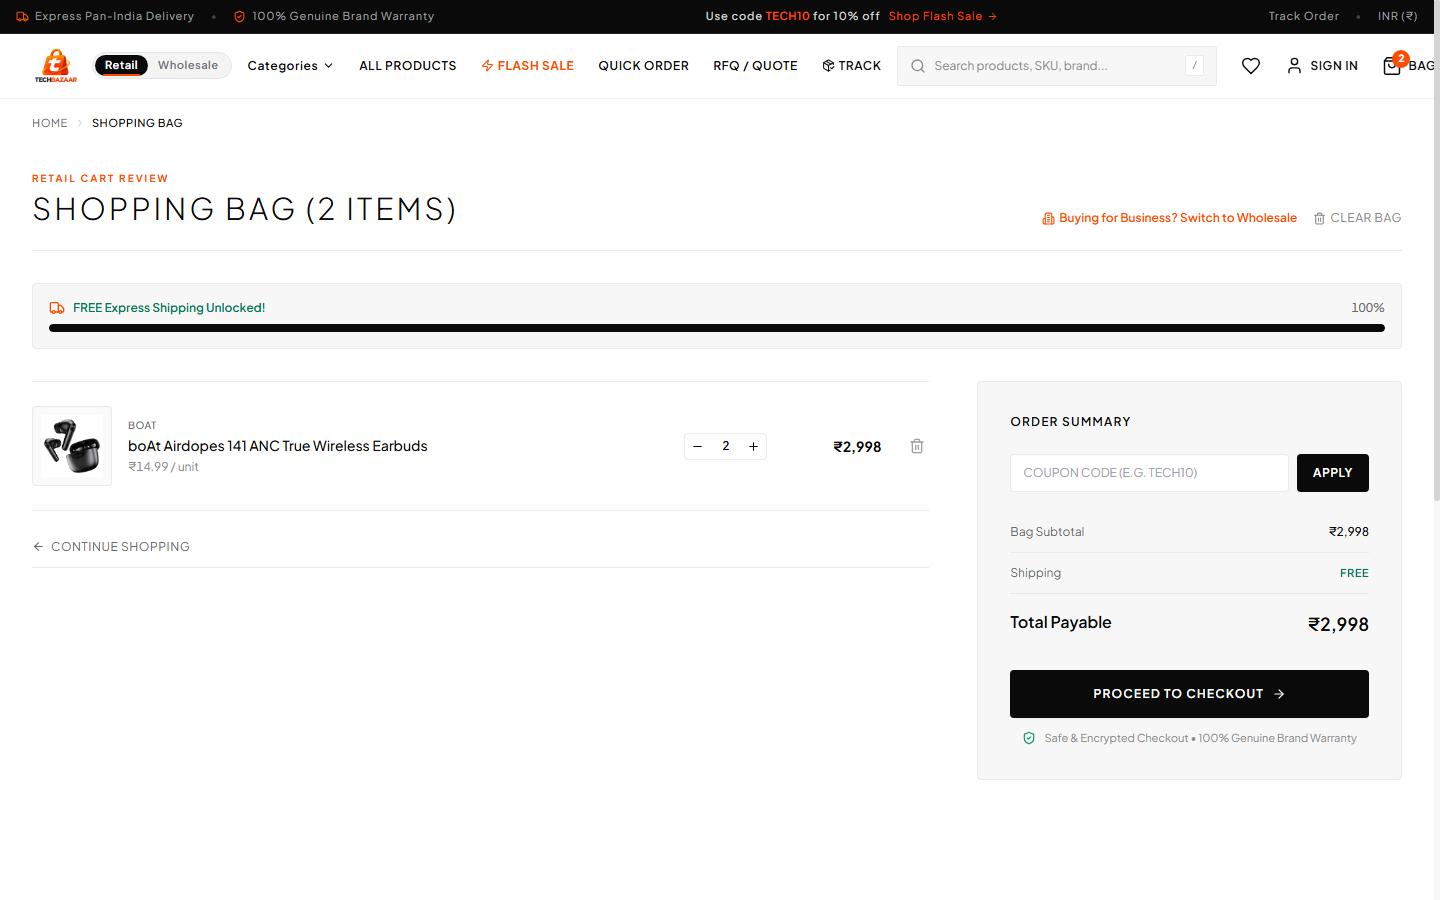 Express Pan-India Delivery • 100% Genuine Brand Warranty
Use code TECH10 for 10% off Shop Flash Sale →
Track Order • INR (₹)
TECHBAZAAR
Retail Wholesale
Categories
ALL PRODUCTS
FLASH SALE
QUICK ORDER
RFQ / QUOTE
TRACK
Search products, SKU, brand... /
SIGN IN
2
BAG
HOME > SHOPPING BAG
RETAIL CART REVIEW
SHOPPING BAG (2 ITEMS)
Buying for Business? Switch to Wholesale
CLEAR BAG
FREE Express Shipping Unlocked!
100%
BOAT
boAt Airdopes 141 ANC True Wireless Earbuds
₹14.99 / unit
− 2 +
₹2,998
← CONTINUE SHOPPING
ORDER SUMMARY
COUPON CODE (E.G. TECH10)
APPLY
Bag Subtotal ₹2,998
Shipping FREE
Total Payable ₹2,998
PROCEED TO CHECKOUT →
Safe & Encrypted Checkout • 100% Genuine Brand Warranty